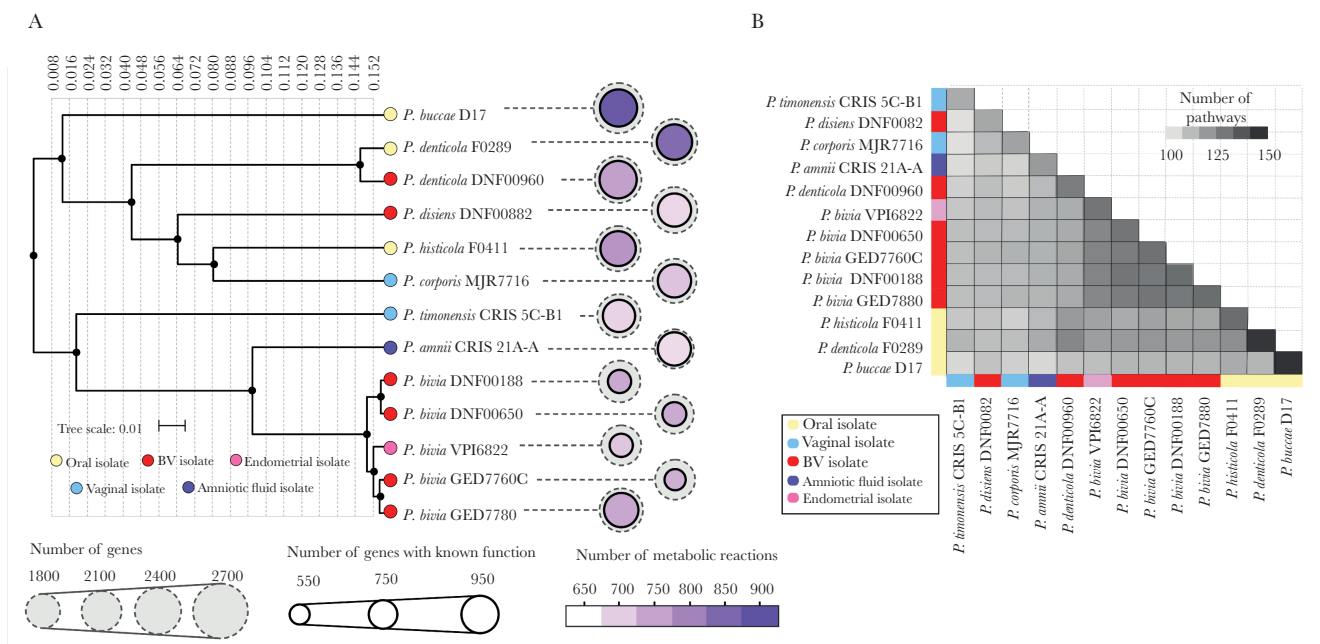 A
B
0.008
0.016
0.024
0.032
0.040
0.048
0.056
0.064
0.072
0.080
0.088
0.096
0.104
0.112
0.120
0.128
0.136
0.144
0.152
P. buccae D17
P. denticola F0289
P. denticola DNF00960
P. disiens DNF00882
P. histicola F0411
P. corporis MJR7716
P. timonensis CRIS 5C-B1
P. amnii CRIS 21A-A
P. bivia DNF00188
P. bivia DNF00650
P. bivia VPI6822
P. bivia GED7760C
P. bivia GED7780
Tree scale: 0.01
Oral isolate BV isolate Endometrial isolate
Vaginal isolate Amniotic fluid isolate
Number of genes
1800 2100 2400 2700
Number of genes with known function
550 750 950
Number of metabolic reactions
650 700 750 800 850 900
P. timonensis CRIS 5C-B1
P. disiens DNF0082
P. corporis MJR7716
P. amnii CRIS 21A-A
P. denticola DNF00960
P. bivia VPI6822
P. bivia DNF00650
P. bivia GED7760C
P. bivia DNF00188
P. bivia GED7880
P. histicola F0411
P. denticola F0289
P. buccae D17
Number of
pathways
100 125 150
Oral isolate
Vaginal isolate
BV isolate
Amniotic fluid isolate
Endometrial isolate
P. timonensis CRIS 5C-B1
P. disiens DNF0082
P. corporis MJR7716
P. amnii CRIS 21A-A
P. denticola DNF00960
P. bivia VPI6822
P. bivia DNF00650
P. bivia GED7760C
P. bivia DNF00188
P. bivia GED7880
P. histicola F0411
P. denticola F0289
P. buccae D17